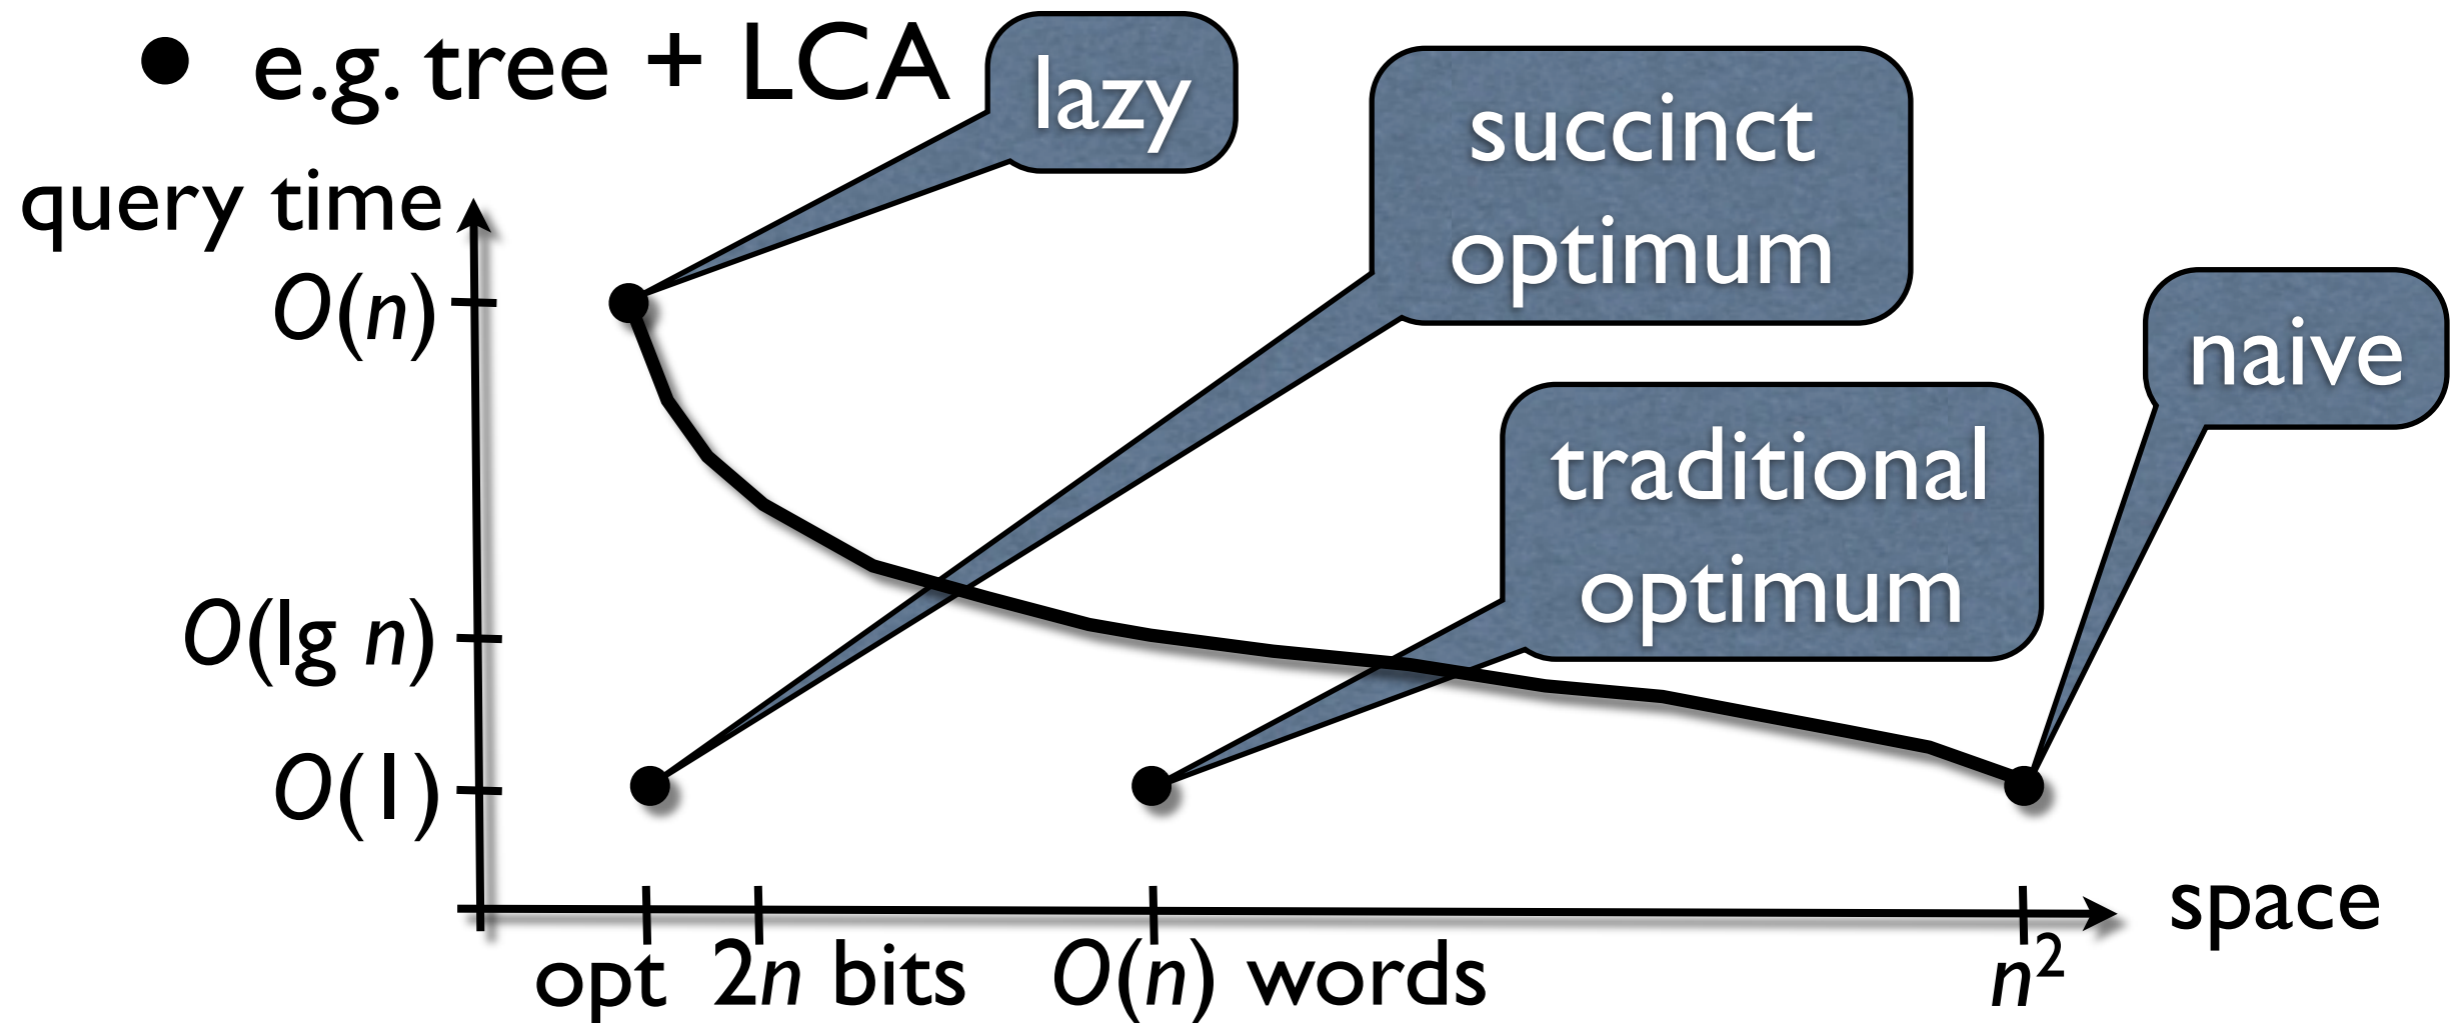 • e.g. tree + LCA
lazy
succinct
optimum
query time
O(n)
naive
traditional
optimum
O(lg n)
O(1)
space
opt
2n bits
O(n) words
n²